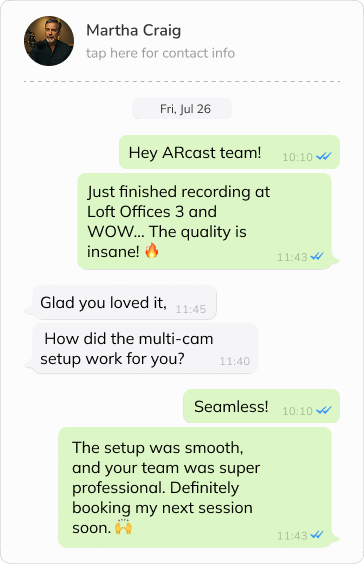 Martha Craig
tap here for contact info
Fri, Jul 26
Hey ARcast team! 10:10
Just finished recording at
Loft Offices 3 and
WOW... The quality is
insane! 🔥 11:43
Glad you loved it, 11:45
How did the multi-cam
setup work for you? 11:40
Seamless! 10:10
The setup was smooth,
and your team was super
professional. Definitely
booking my next session
soon. 🙌 11:43